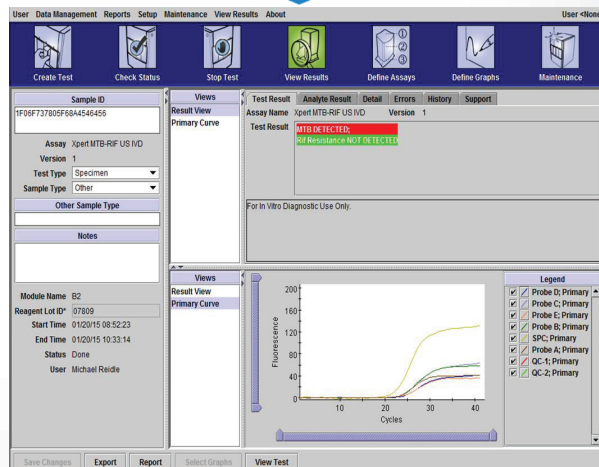 User Data Management Reports Setup Maintenance View Results About User <None
Create Test Check Status Stop Test View Results Define Assays Define Graphs Maintenance
Sample ID
1F06F737805F68A4546456
Assay Xpert MTB-RIF US IVD
Version 1
Test Type Specimen
Sample Type Other
Other Sample Type
Notes
Module Name B2
Reagent Lot ID* 07809
Start Time 01/20/15 08:52:23
End Time 01/20/15 10:33:14
Status Done
User Michael Reidle
Views
Result View
Primary Curve
Test Result Analyte Result Detail Errors History Support
Assay Name Xpert MTB-RIF US IVD Version 1
Test Result MTB DETECTED;
Rif Resistance NOT DETECTED
For In Vitro Diagnostic Use Only.
Views
Result View
Primary Curve
Fluorescence
200
160
120
80
40
0
10 20 30 40
Cycles
Legend
Probe D; Primary
Probe C; Primary
Probe E; Primary
Probe B; Primary
SPC; Primary
Probe A; Primary
QC-1; Primary
QC-2; Primary
Save Changes Export Report Select Graphs View Test